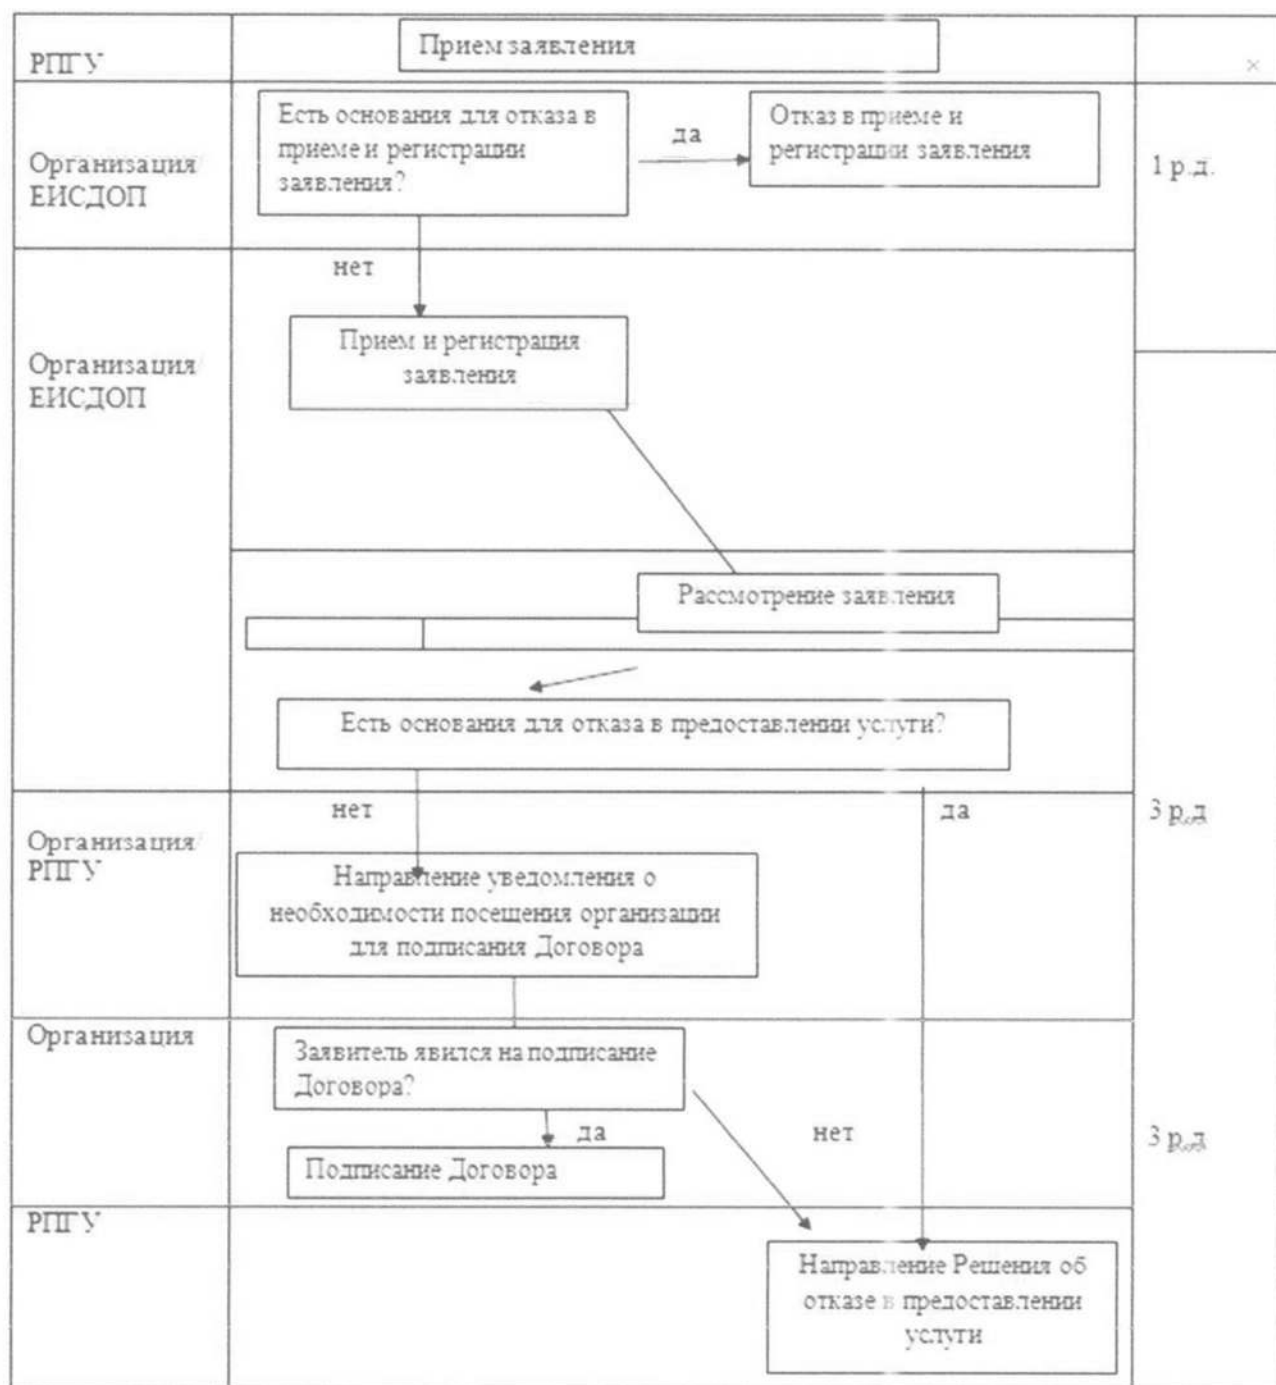 РПГУ
Прием заявления
×
Организация/
ЕИСДОП
Есть основания для отказа в
приеме и регистрации
заявления?
да
Отказ в приеме и
регистрации заявления
1 р.д.
нет
Организация/
ЕИСДОП
Прием и регистрация
заявления
Рассмотрение заявления
Есть основания для отказа в предоставлении услуги?
нет
да
3 р.д
Организация/
РПГУ
Направление уведомления о
необходимости посещения организации
для подписания Договора
Организация
Заявитель явился на подписание
Договора?
да
нет
3 р.д
Подписание Договора
РПГУ
Направление Решения об
отказе в предоставлении
услуги